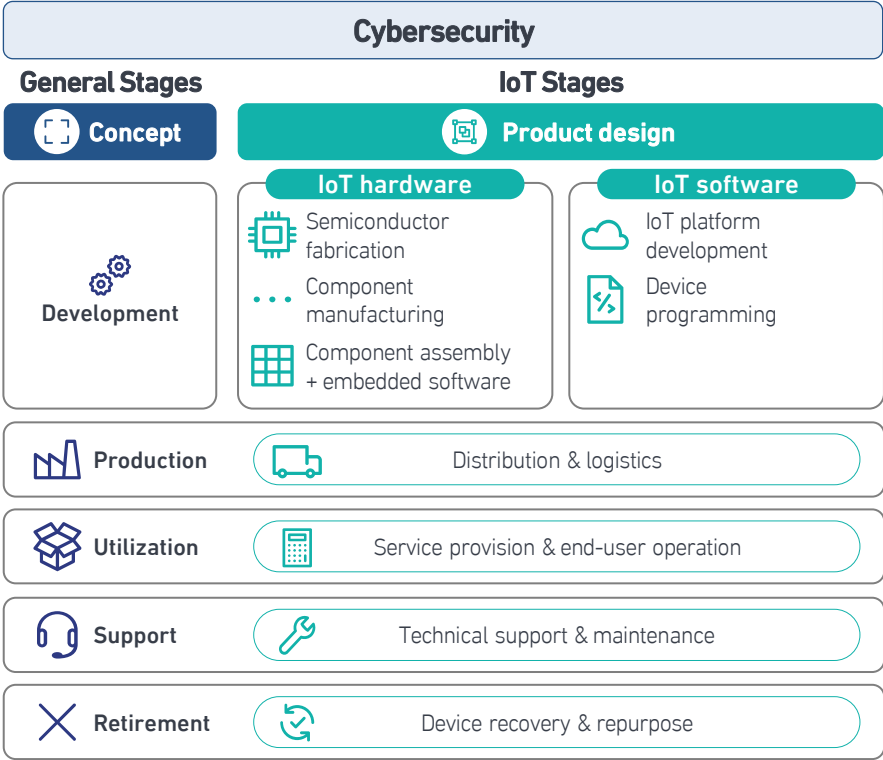 Cybersecurity
General Stages
IoT Stages
Concept
Product design
Development
IoT hardware
Semiconductor
fabrication
Component
manufacturing
Component assembly
+ embedded software
IoT software
IoT platform
development
Device
programming
Production
Distribution & logistics
Utilization
Service provision & end-user operation
Support
Technical support & maintenance
Retirement
Device recovery & repurpose